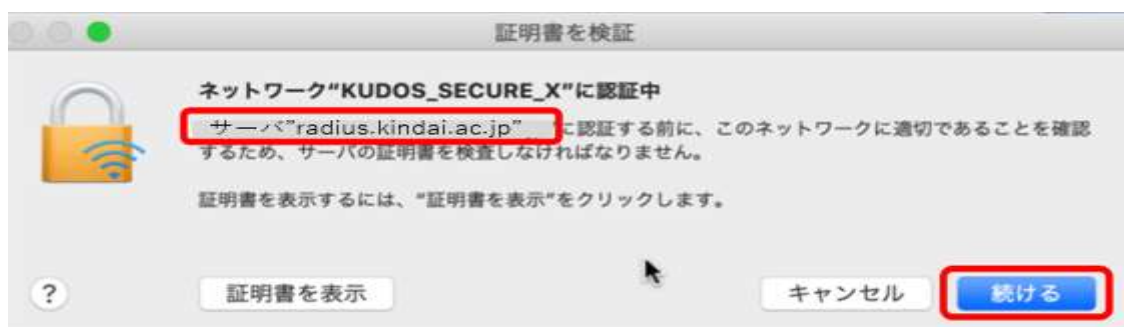 証明書を検証
ネットワーク"KUDOS_SECURE_X"に認証中
サーバ"radius.kindai.ac.jp" に認証する前に、このネットワークに適切であることを確認
するため、サーバの証明書を検査しなければなりません。
証明書を表示するには、"証明書を表示"をクリックします。
? 証明書を表示 キャンセル 続ける